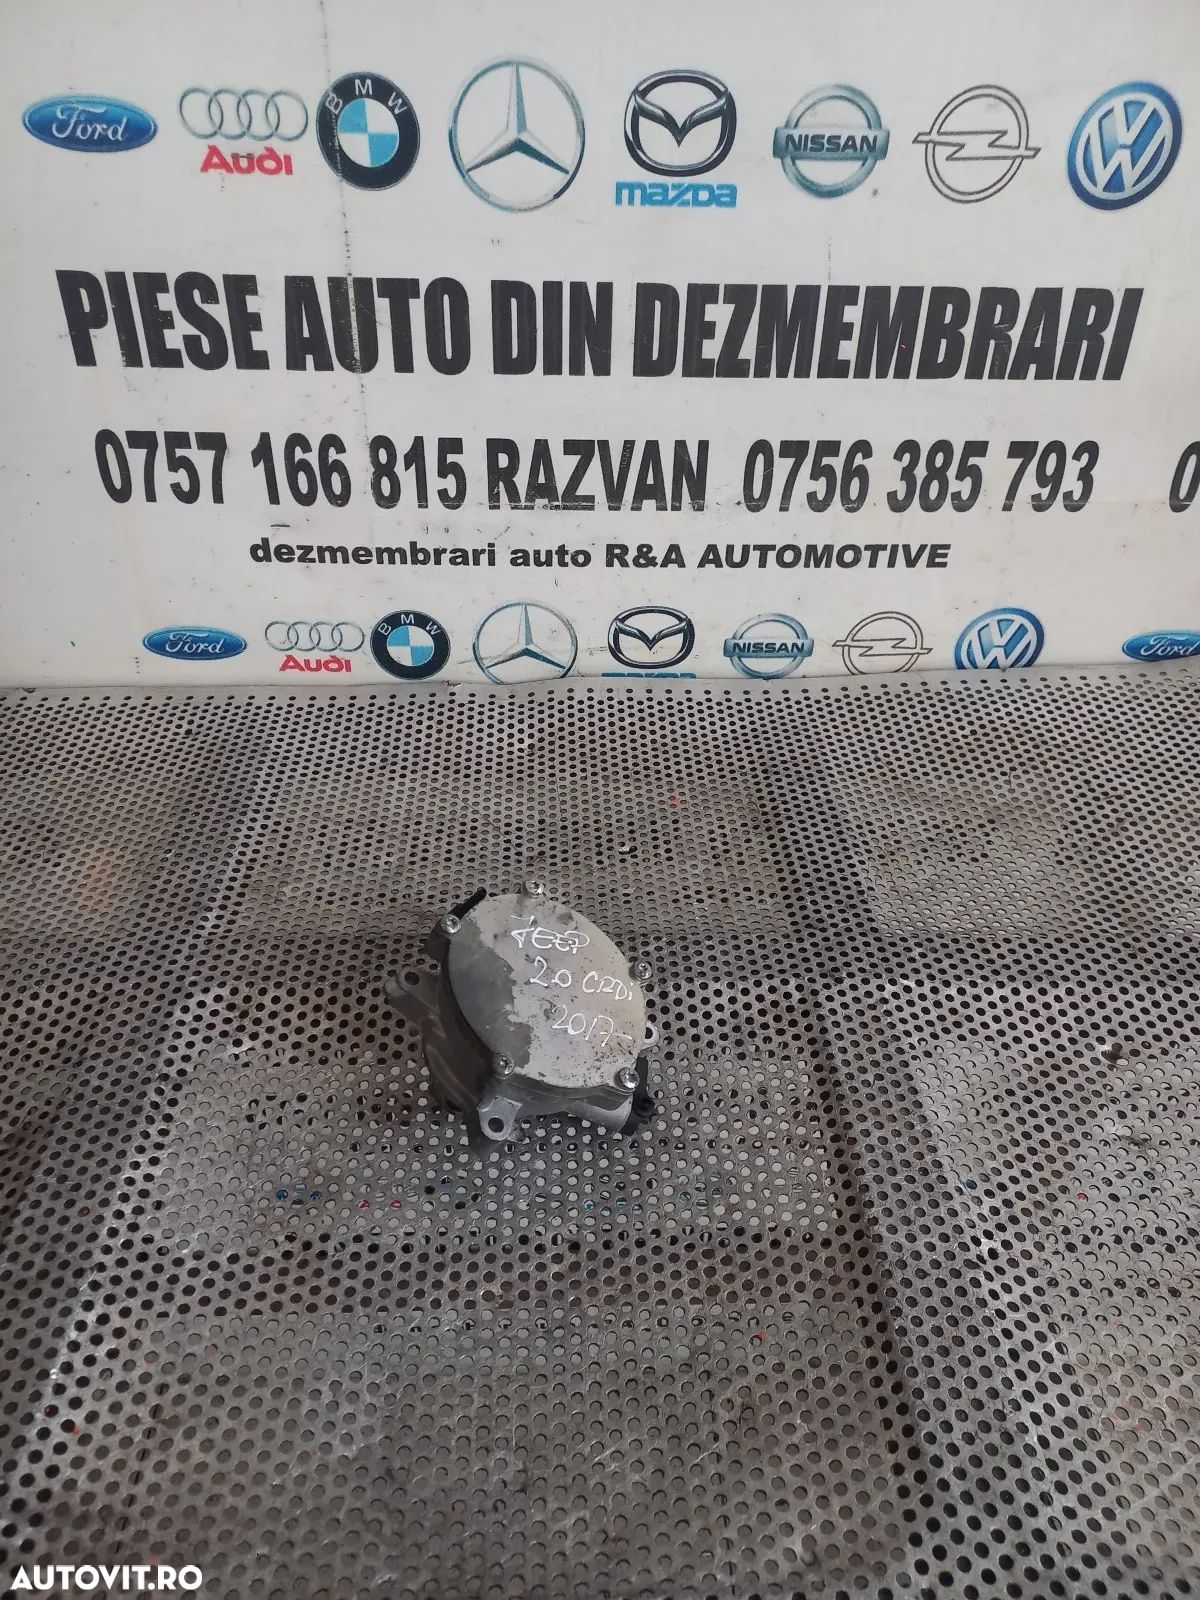 Ford Audi BMW mazda NISSAN
PIESE AUTO DIN DEZMEMBRARI
0757 166 815 RAZVAN 0756 385 793 0
dezmembrari auto R&A AUTOMOTIVE
Ford Audi BMW NISSAN Ford
JEEP
2.0 CRDi
2017-
AUTOVIT.RO